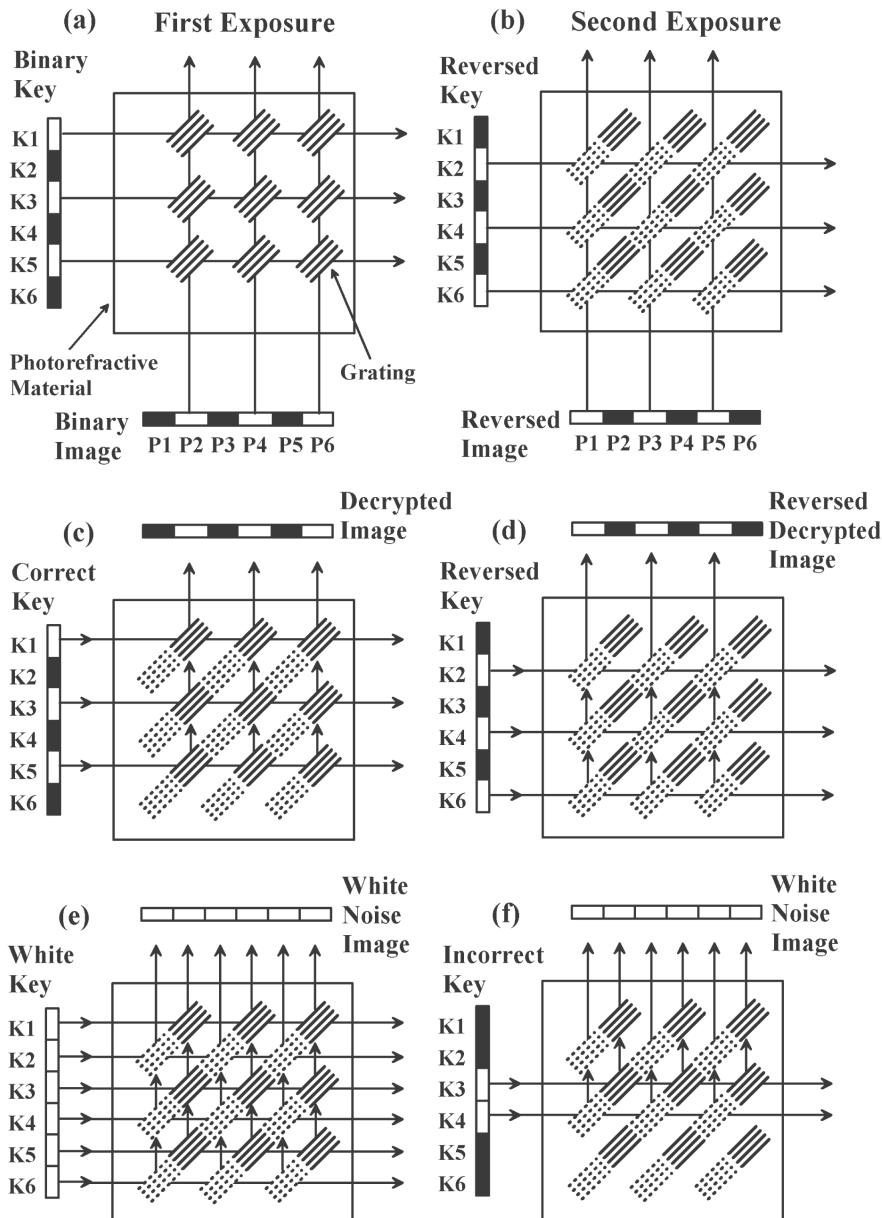 (a) First Exposure
Binary
Key
K1
K2
K3
K4
K5
K6
Photorefractive
Material
Grating
Binary
Image
P1 P2 P3 P4 P5 P6
(b) Second Exposure
Reversed
Key
K1
K2
K3
K4
K5
K6
Reversed
Image
P1 P2 P3 P4 P5 P6
(c)
Decrypted
Image
Correct
Key
K1
K2
K3
K4
K5
K6
(d)
Reversed
Decrypted
Image
Reversed
Key
K1
K2
K3
K4
K5
K6
(e)
White
Noise
Image
White
Key
K1
K2
K3
K4
K5
K6
(f)
White
Noise
Image
Incorrect
Key
K1
K2
K3
K4
K5
K6